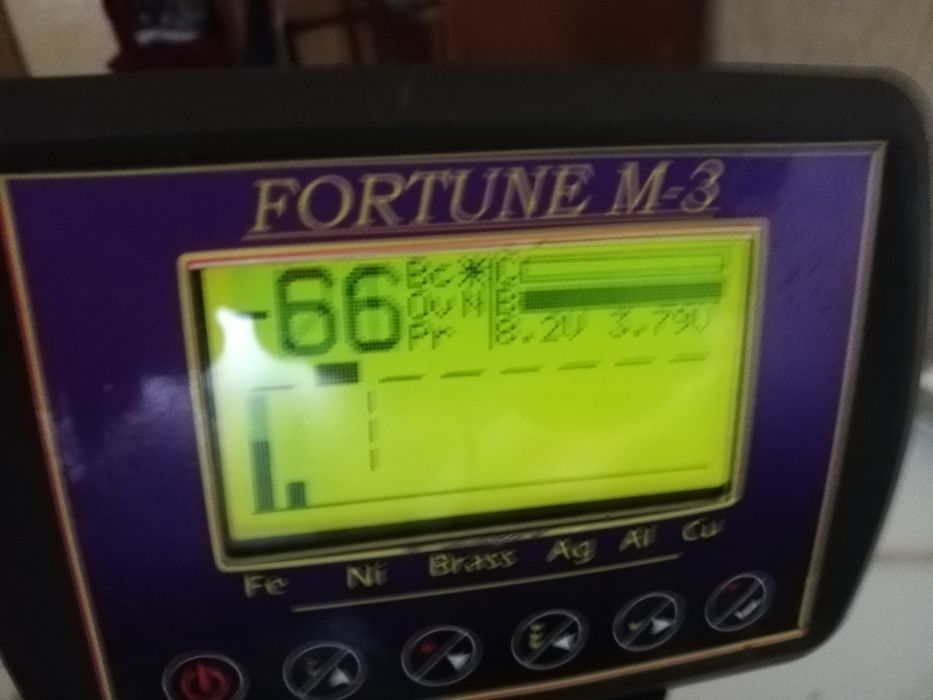 FORTUNE M-3
-66 Bc * C
Ov N B
Pr 8.2V 3.79V
Fe Ni Brass Ag Al Cu